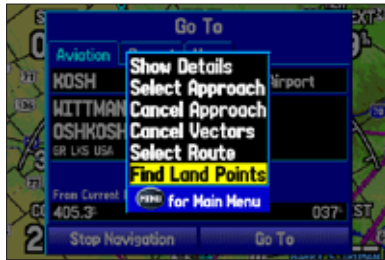 Go To
Aviation
KOSH
Airport
WITTMAN
OSHKOSH
GR LKS USA
Show Details
Select Approach
Cancel Approach
Cancel Vectors
Select Route
Find Land Points
MENU for Main Menu
From Current
405.3
037°
Stop Navigation
Go To